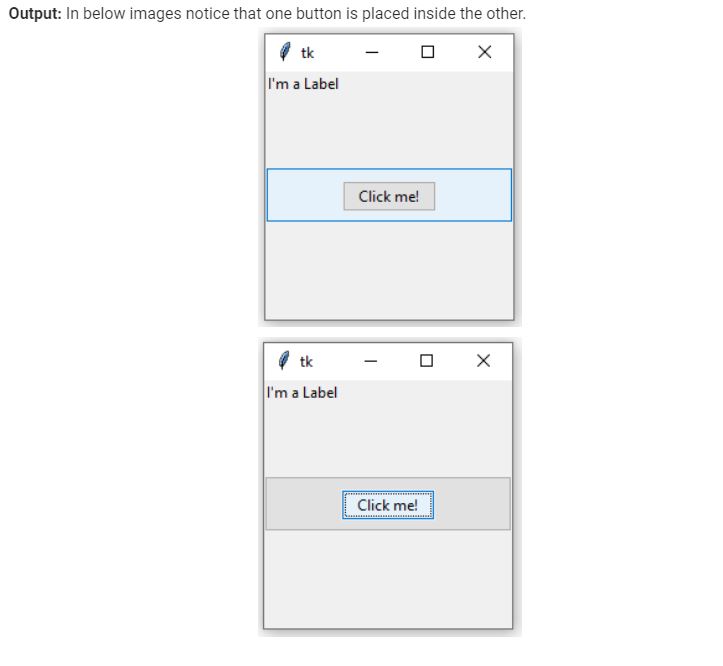 Output: In below images notice that one button is placed inside the other.
tk
I'm a Label
Click me!
tk
I'm a Label
Click me!